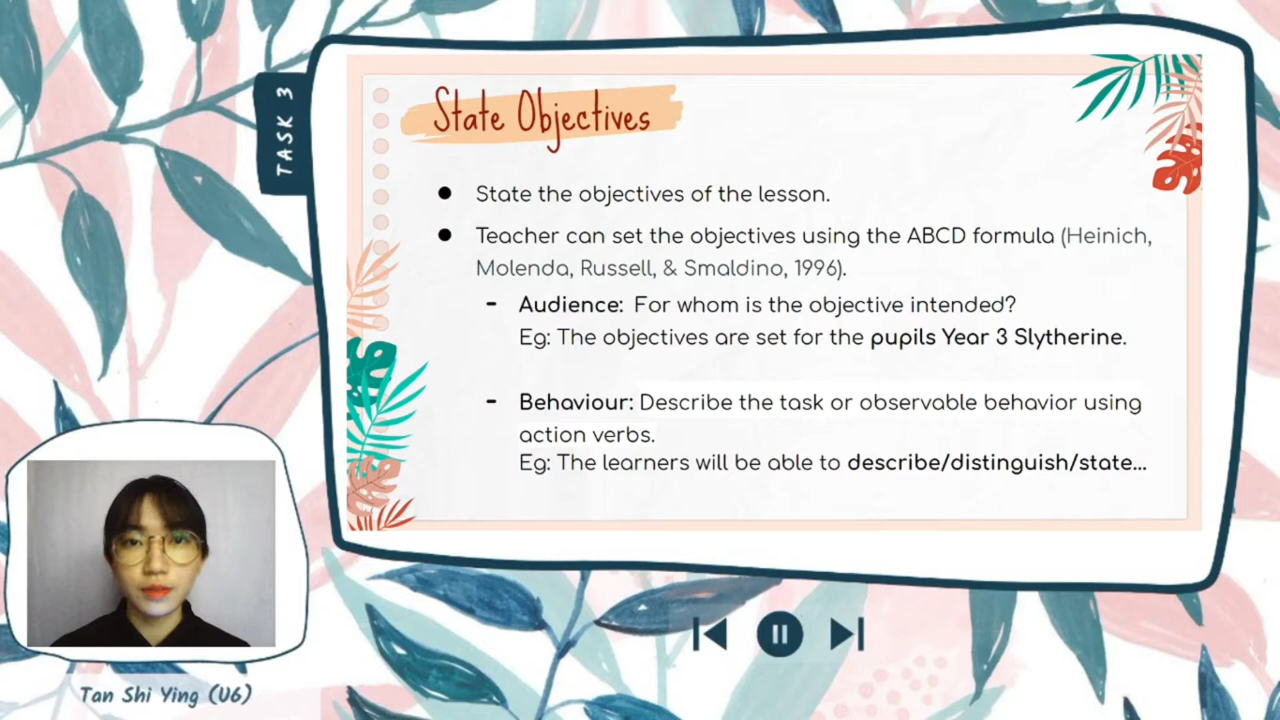 TASK 3
State Objectives
● State the objectives of the lesson.
● Teacher can set the objectives using the ABCD formula (Heinich,
Molenda, Russell, & Smaldino, 1996).
- Audience: For whom is the objective intended?
Eg: The objectives are set for the pupils Year 3 Slytherine.
- Behaviour: Describe the task or observable behavior using
action verbs.
Eg: The learners will be able to describe/distinguish/state...
Tan Shi Ying (U6)